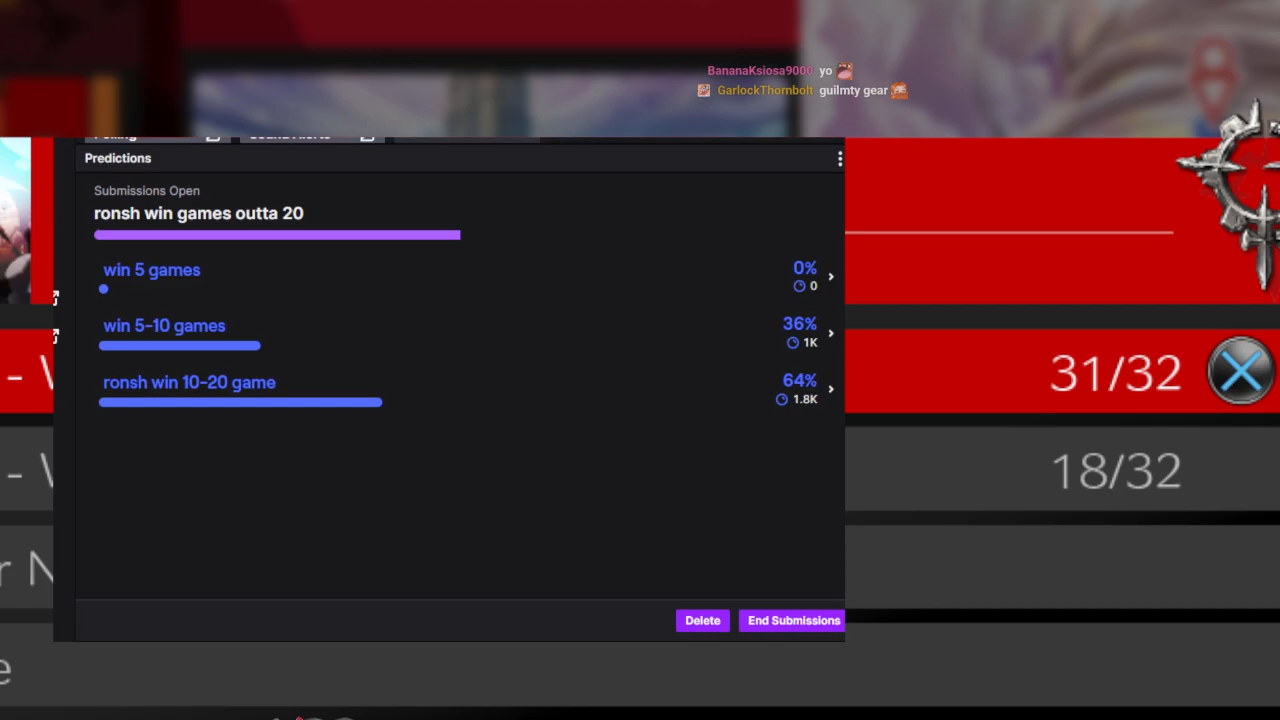 BananaKsiosa9000 yo
GarlockThornbolt guilmty gear
Predictions
Submissions Open
ronsh win games outta 20
win 5 games
0%
0
win 5-10 games
36%
1K
ronsh win 10-20 game
64%
1.8K
31/32
18/32
Delete
End Submissions